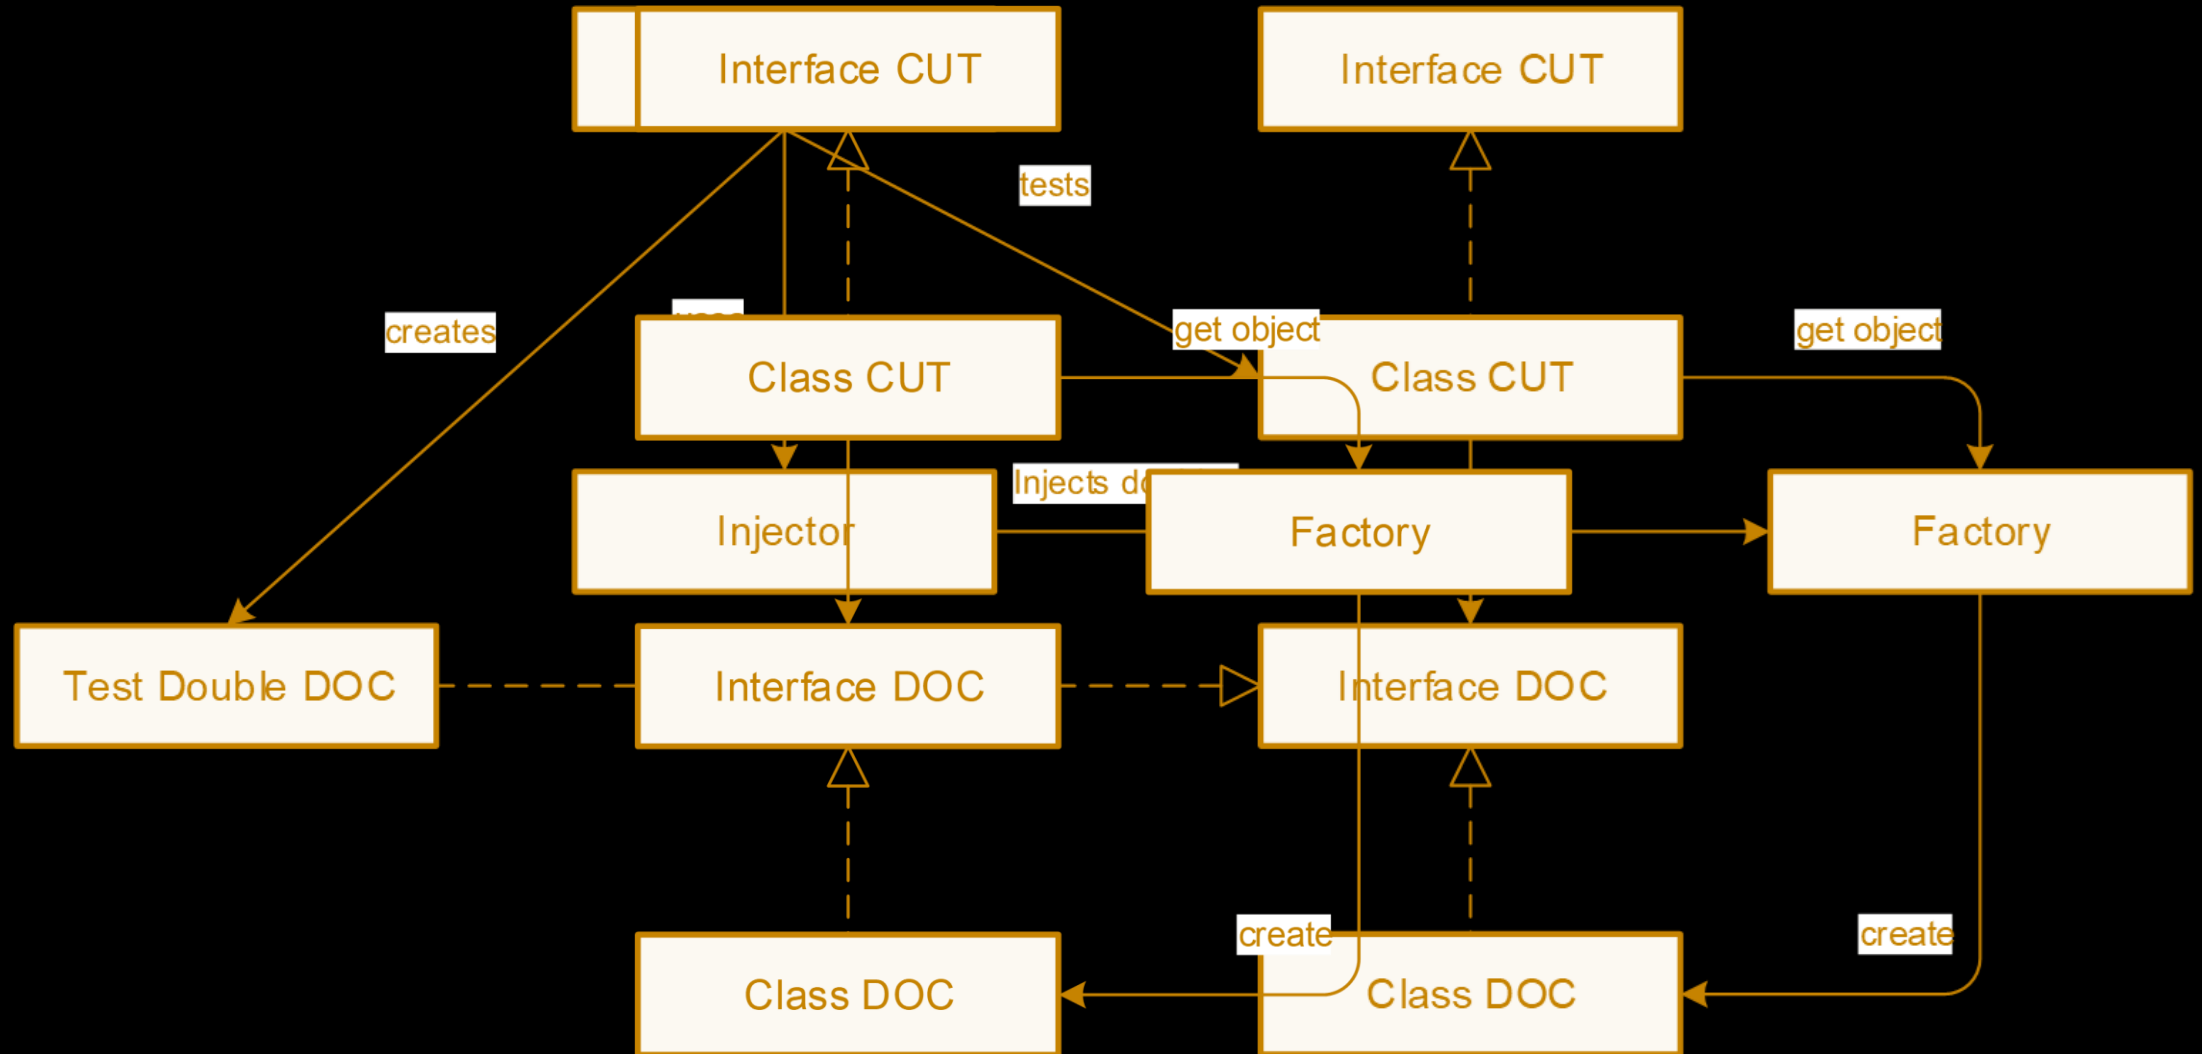 Interface CUT
Interface CUT
tests
creates
get object
get object
Class CUT
Class CUT
Injects
Injector
Factory
Factory
Test Double DOC
Interface DOC
Interface DOC
create
create
Class DOC
Class DOC